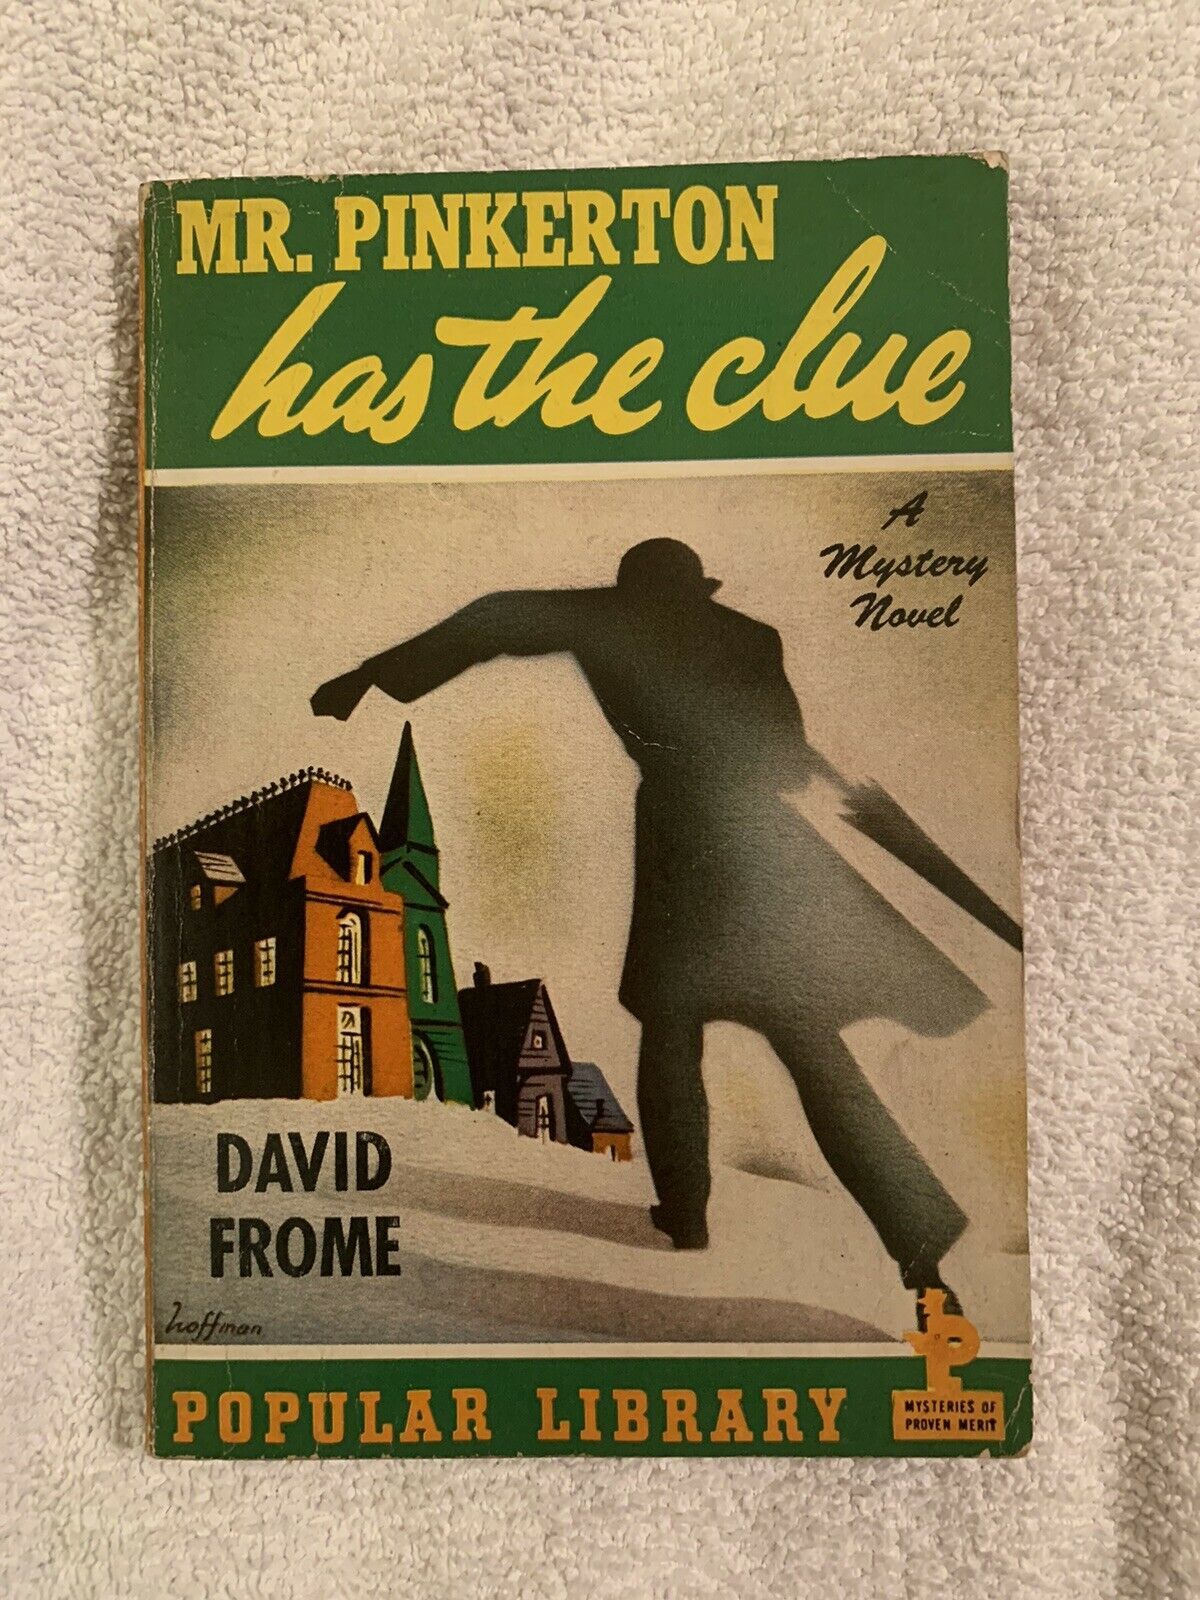 MR. PINKERTON
has the clue
A
Mystery
Novel
DAVID
FROME
Hoffman
POPULAR LIBRARY
MYSTERIES OF
PROVEN MERIT